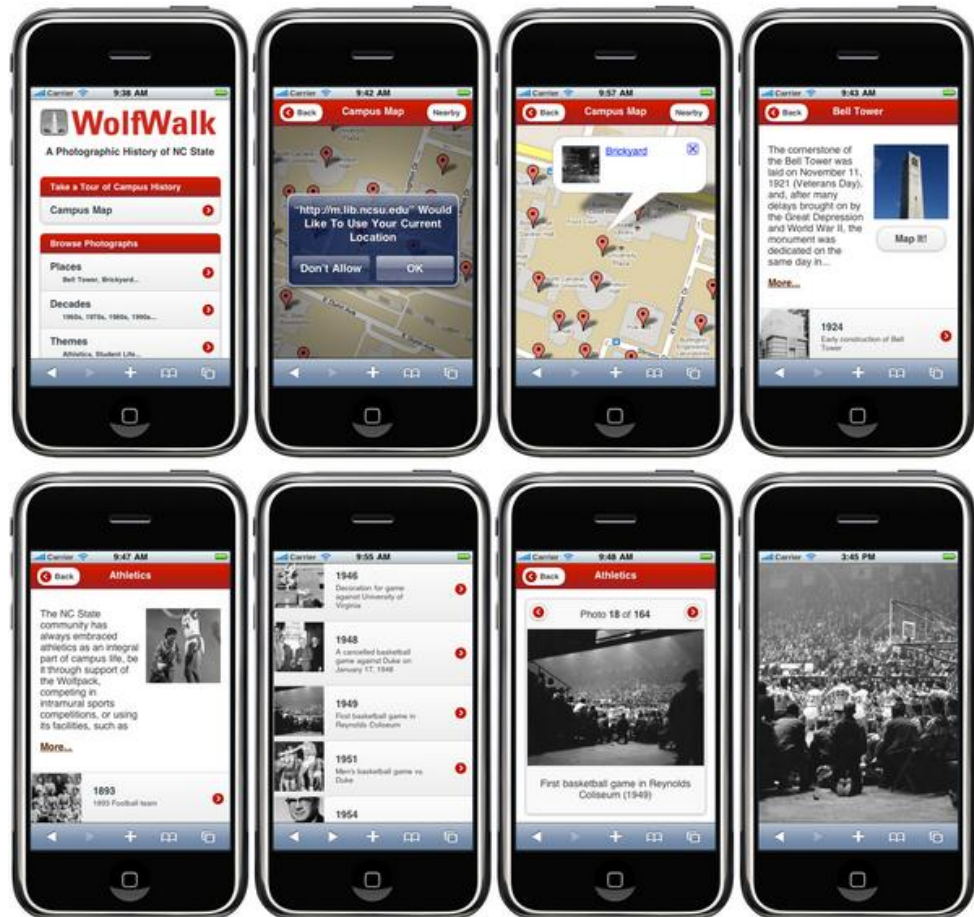 Carrier 9:38 AM
WolfWalk
A Photographic History of NC State
Take a Tour of Campus History
Campus Map
Browse Photographs
Places
Bell Tower, Brickyard...
Decades
1960s, 1970s, 1980s, 1990s...
Themes
Athletics, Student Life...
Carrier 9:42 AM
Back Campus Map Nearby
Plaza
"http://m.lib.ncsu.edu" Would
Like To Use Your Current
Location
Don't Allow OK
E Dunn Ave
Carrier 9:57 AM
Back Campus Map Nearby
Brickyard
University
Plaza
Burlington
Engineering
Laboratories
Carrier 9:43 AM
Back Bell Tower
The cornerstone of
the Bell Tower was
laid on November 11,
1921 (Veterans Day),
and, after many
delays brought on by
the Great Depression
and World War II, the
monument was
dedicated on the
same day in...
Map It!
More...
1924
Early construction of Bell
Tower
Carrier 9:47 AM
Back Athletics
The NC State
community has
always embraced
athletics as an integral
part of campus life, be
it through support of
the Wolfpack,
competing in
intramural sports
competitions, or using
its facilities, such as
More...
1893
1893 Football team
Carrier 9:55 AM
1946
Decoration for game
against University of
Virginia
1948
A cancelled basketball
game against Duke on
January 17, 1948
1949
First basketball game in
Reynolds Coliseum
1951
Men's basketball game vs.
Duke
1954
Carrier 9:48 AM
Back Athletics
Photo 18 of 164
First basketball game in Reynolds
Coliseum (1949)
Carrier 3:45 PM